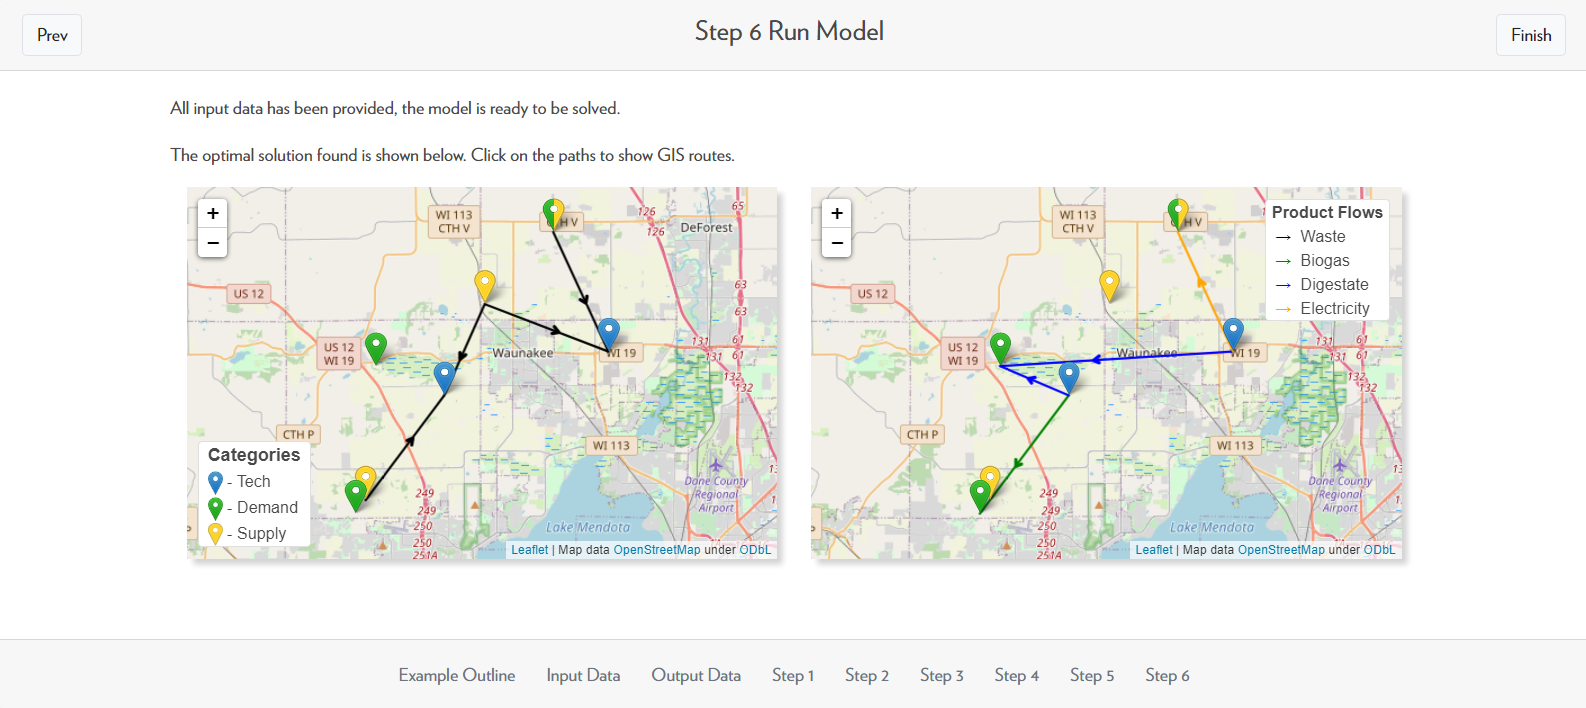 Prev
Step 6 Run Model
Finish
All input data has been provided, the model is ready to be solved.
The optimal solution found is shown below. Click on the paths to show GIS routes.
+
−
WI 113
CTH V
H V
126
126
65
DeForest
US 12
63
63
US 12
WI 19
Waunakee
WI 19
131
61
131
61
132
132
CTH P
WI 113
249
249
250
250
251A
Dane County
Regional
Airport
Lake Mendota
13
Categories
- Tech
- Demand
- Supply
Leaflet | Map data OpenStreetMap under ODbL
+
−
WI 113
CTH V
H V
126
126
US 12
US 12
WI 19
Waunakee
WI 19
131
61
131
61
132
132
CTH P
WI 113
249
249
250
250
251A
Dane County
Regional
Airport
Lake Mendota
13
Product Flows
→ Waste
→ Biogas
→ Digestate
→ Electricity
Leaflet | Map data OpenStreetMap under ODbL
Example Outline Input Data Output Data Step 1 Step 2 Step 3 Step 4 Step 5 Step 6